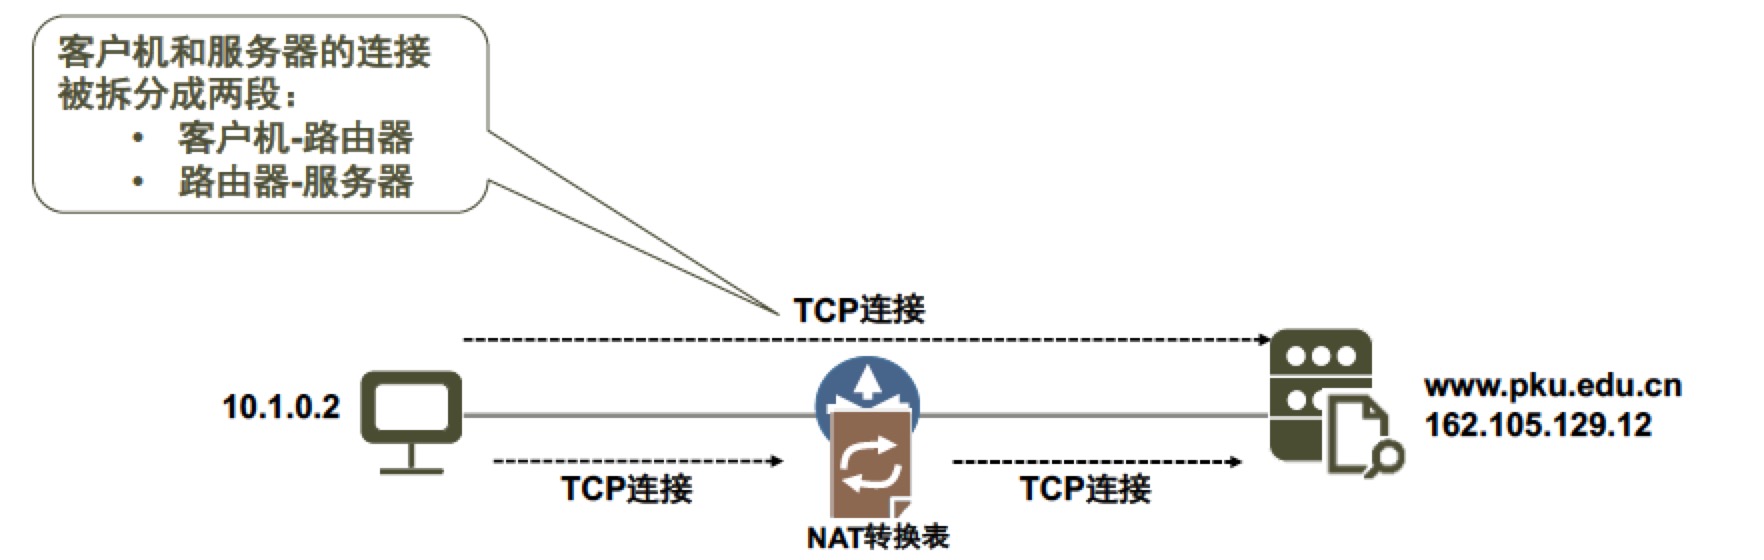 客户机和服务器的连接
被拆分成两段：
• 客户机-路由器
• 路由器-服务器
TCP连接
10.1.0.2
www.pku.edu.cn
162.105.129.12
TCP连接
TCP连接
NAT转换表